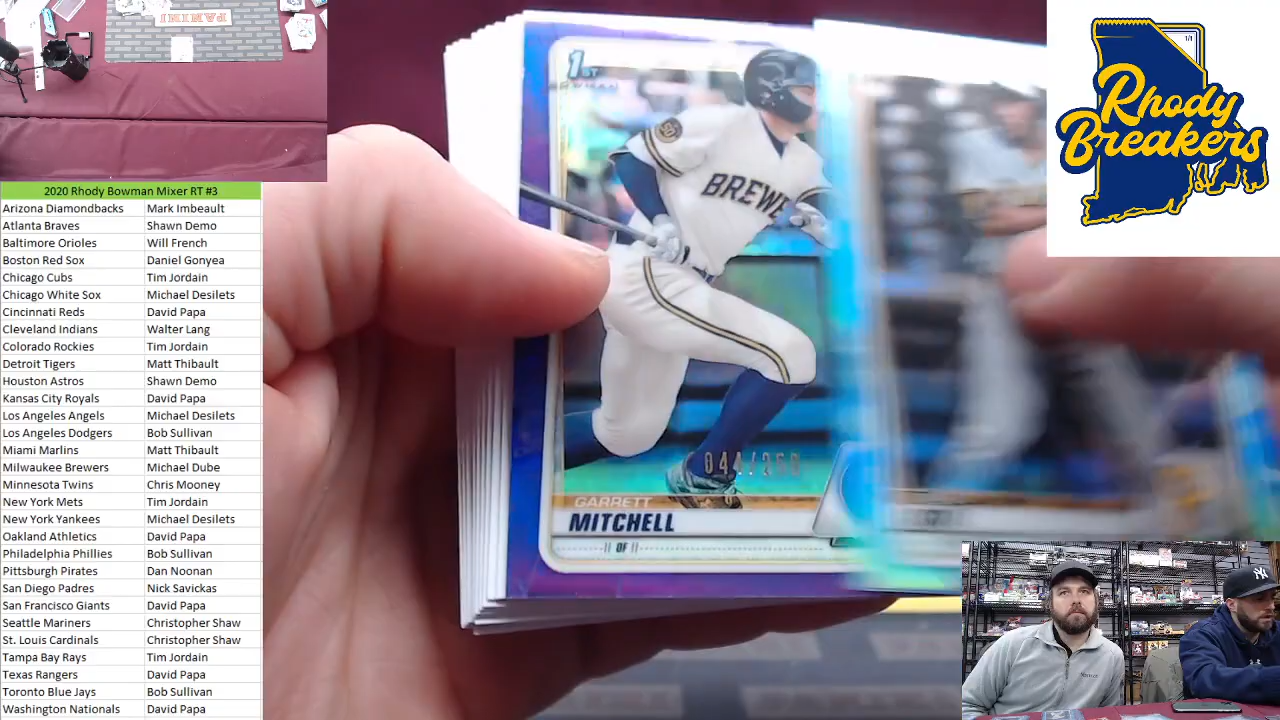 PANINI
2020 Rhody Bowman Mixer RT #3
Arizona Diamondbacks Mark Imbeault
Atlanta Braves Shawn Demo
Baltimore Orioles Will French
Boston Red Sox Daniel Gonyea
Chicago Cubs Tim Jordain
Chicago White Sox Michael Desilets
Cincinnati Reds David Papa
Cleveland Indians Walter Lang
Colorado Rockies Tim Jordain
Detroit Tigers Matt Thibault
Houston Astros Shawn Demo
Kansas City Royals David Papa
Los Angeles Angels Michael Desilets
Los Angeles Dodgers Bob Sullivan
Miami Marlins Matt Thibault
Milwaukee Brewers Michael Dube
Minnesota Twins Chris Mooney
New York Mets Tim Jordain
New York Yankees Michael Desilets
Oakland Athletics David Papa
Philadelphia Phillies Bob Sullivan
Pittsburgh Pirates Dan Noonan
San Diego Padres Nick Savickas
San Francisco Giants David Papa
Seattle Mariners Christopher Shaw
St. Louis Cardinals Christopher Shaw
Tampa Bay Rays Tim Jordain
Texas Rangers David Papa
Toronto Blue Jays Bob Sullivan
Washington Nationals David Papa
1ST
BREWE
GARRETT
MITCHELL
OF
1/1
Rhody
Breakers
NY